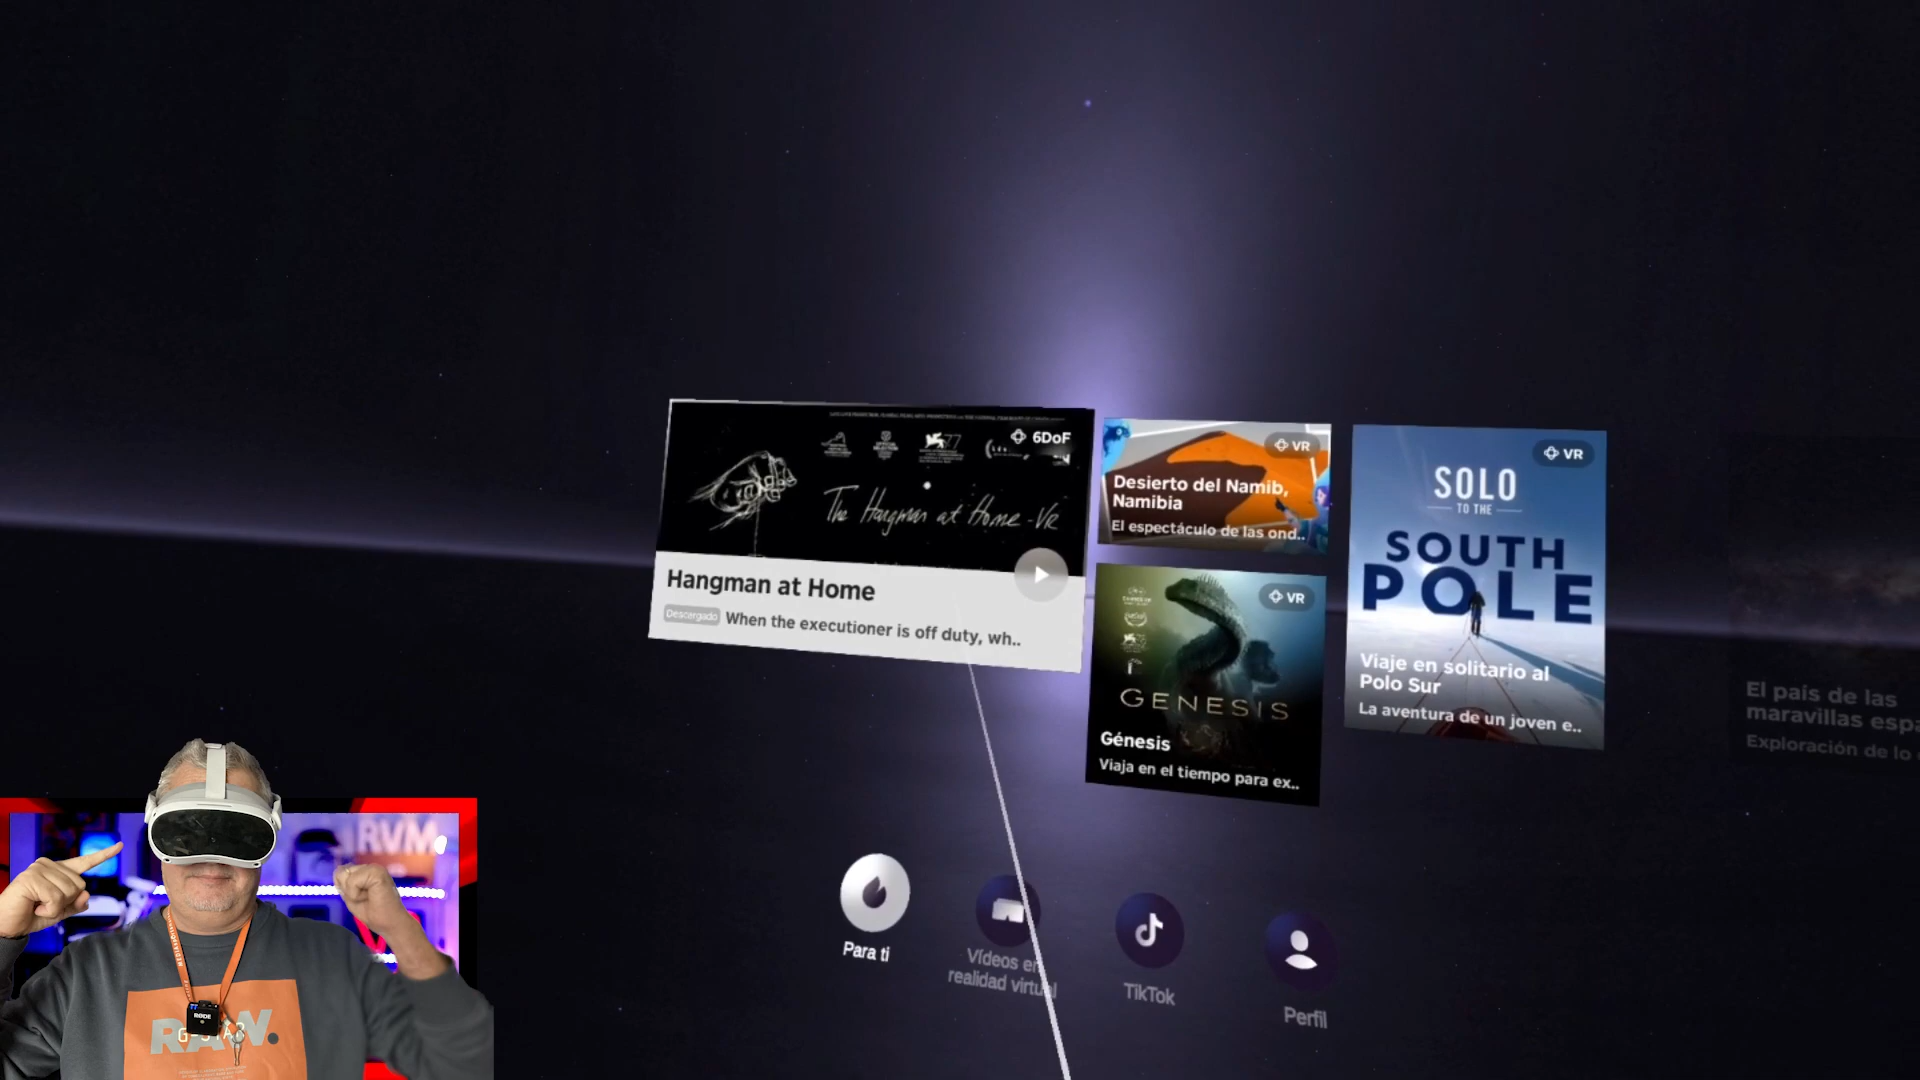 6DoF
The Hangman at Home - VR
Hangman at Home
Descargado
When the executioner is off duty, wh..
VR
Desierto del Namib,
Namibia
El espectáculo de las ond..
VR
GENESIS
Génesis
Viaja en el tiempo para ex..
VR
SOLO
TO THE
SOUTH
POLE
Viaje en solitario al
Polo Sur
La aventura de un joven e..
El país de las
maravillas espa
Exploración de lo
Para ti
Vídeos en
realidad virtual
TikTok
Perfil
RVM
RØDE
RAW.